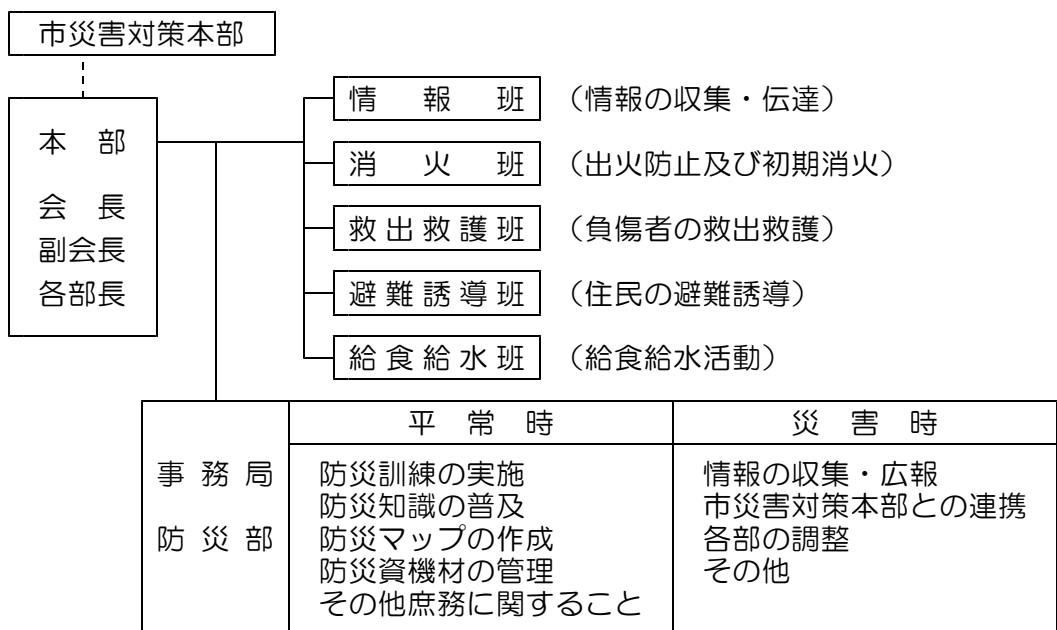 市災害対策本部
本　部
会　長
副会長
各部長
情　報　班　（情報の収集・伝達）
消　火　班　（出火防止及び初期消火）
救出救護班　（負傷者の救出救護）
避難誘導班　（住民の避難誘導）
給食給水班　（給食給水活動）
平　常　時　災　害　時
事務局
防災部
防災訓練の実施
防災知識の普及
防災マップの作成
防災資機材の管理
その他庶務に関すること
情報の収集・広報
市災害対策本部との連携
各部の調整
その他